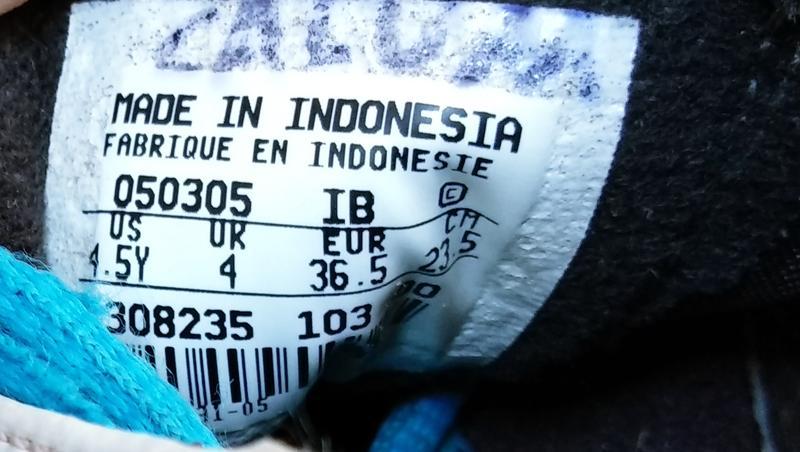 MADE IN INDONESIA
FABRIQUE EN INDONESIE
050305 IB ©
US UK EUR CM
4.5Y 4 36.5 23.5
308235 103